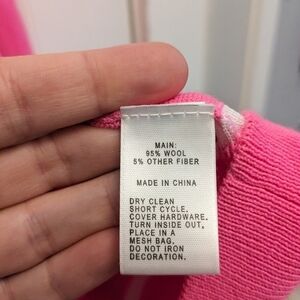 MAIN:
95% WOOL
5% OTHER FIBER
MADE IN CHINA
DRY CLEAN
SHORT CYCLE.
COVER HARDWARE.
TURN INSIDE OUT,
PLACE IN A
MESH BAG.
DO NOT IRON
DECORATION.